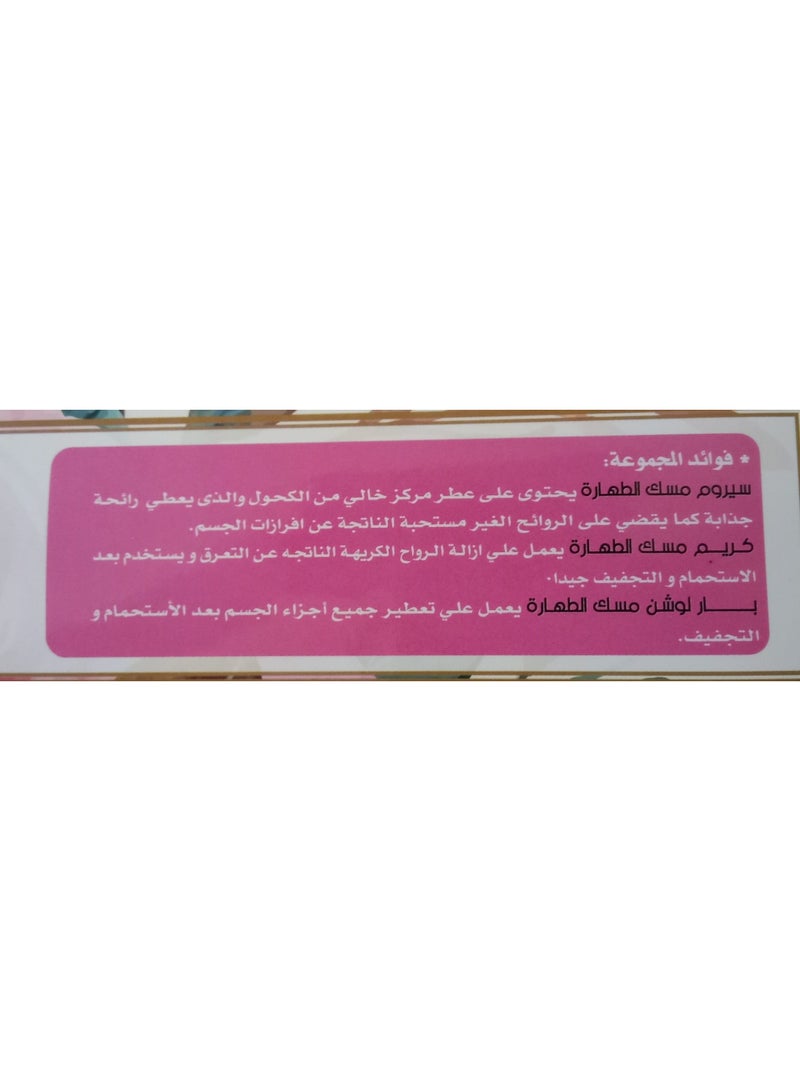 * فوائد المجموعة:
سيروم مسك الطهارة يحتوى على عطر مركز خالي من الكحول والذى يعطي رائحة
جذابة كما يقضي على الروائح الغير مستحبة الناتجة عن افرازات الجسم.
كريم مسك الطهارة يعمل علي ازالة الرواح الكريهة الناتجه عن التعرق و يستخدم بعد
الاستحمام و التجفيف جيدا٠
بـــار لوشن مسك الطهارة يعمل علي تعطير جميع أجزاء الجسم بعد الأستحمام و
التجفيف.